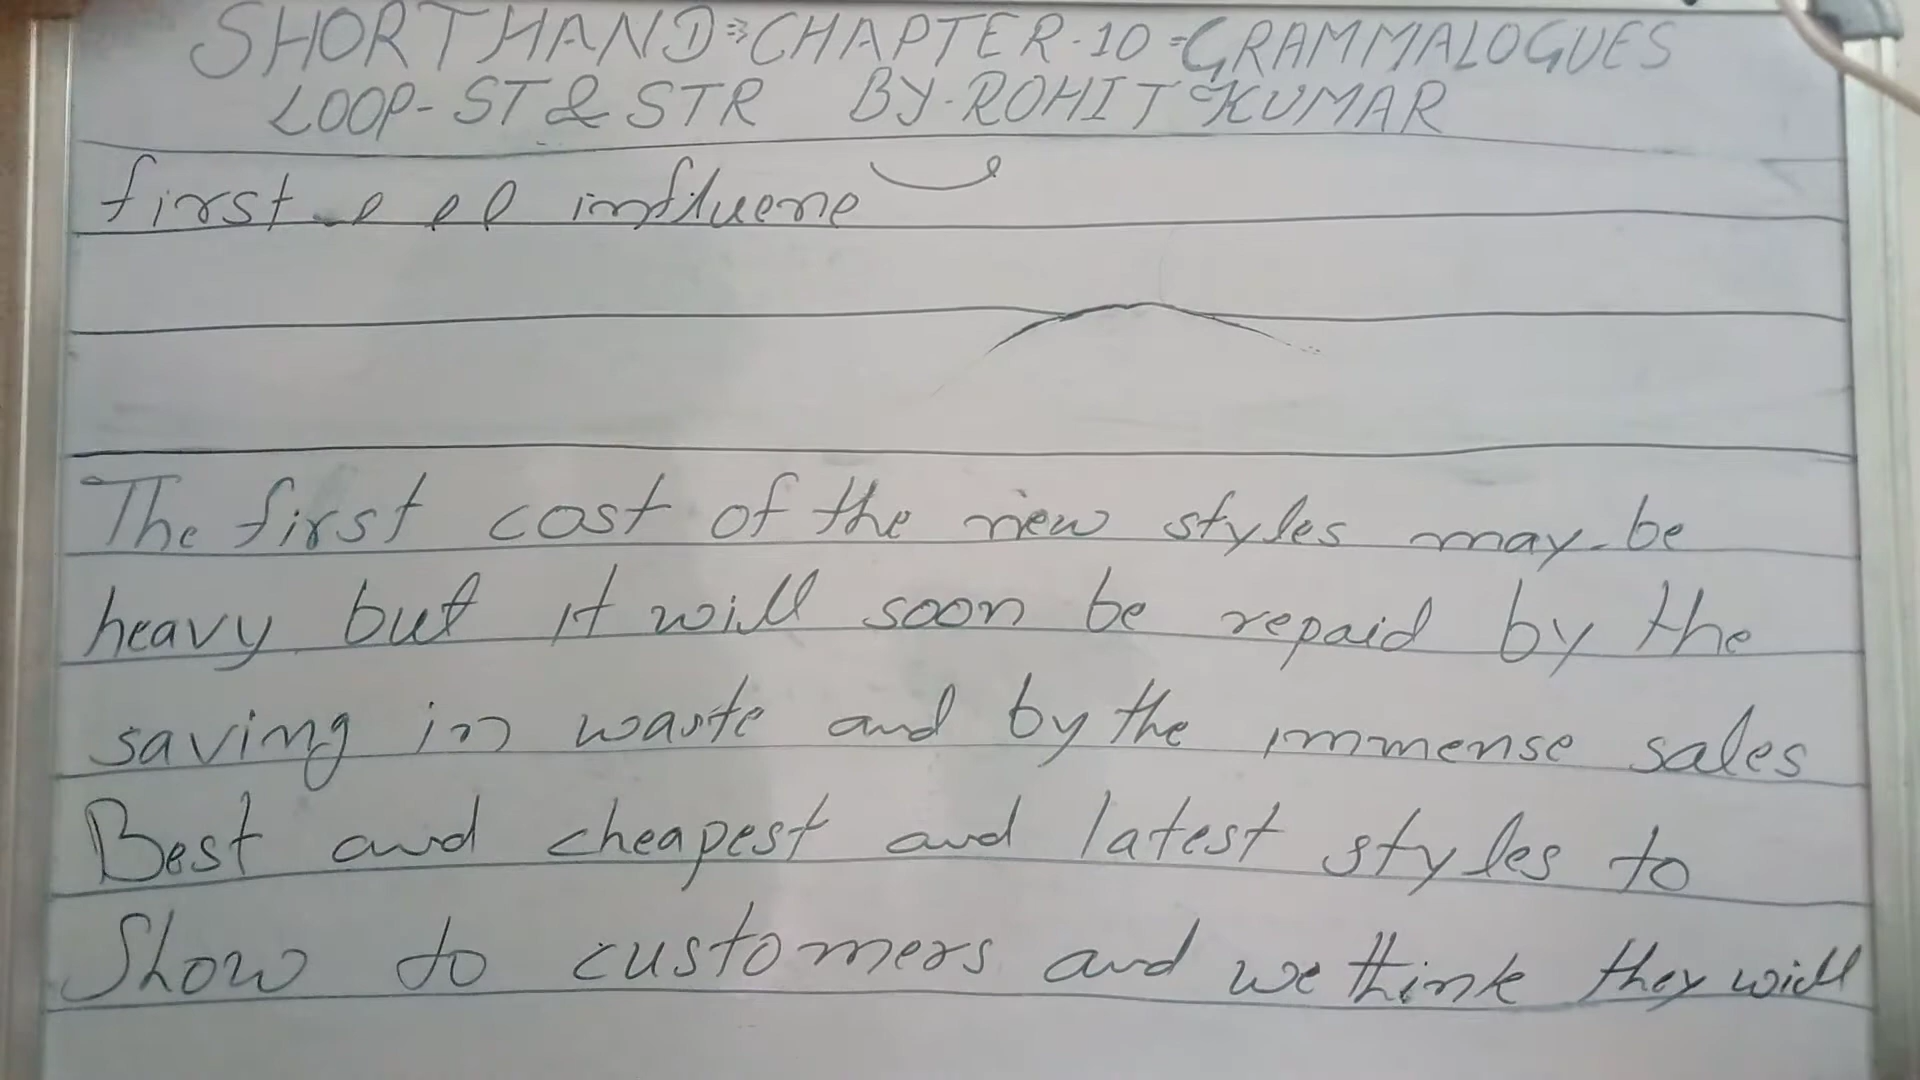 SHORTHAND⇒CHAPTER-10=GRAMMALOGUES
LOOP-ST & STR BY-ROHIT KUMAR
first influene
The first cost of the new styles may be
heavy but it will soon be repaid by the
saving in waste and by the immense sales
Best and cheapest and latest styles to
Show to customers and we think they will